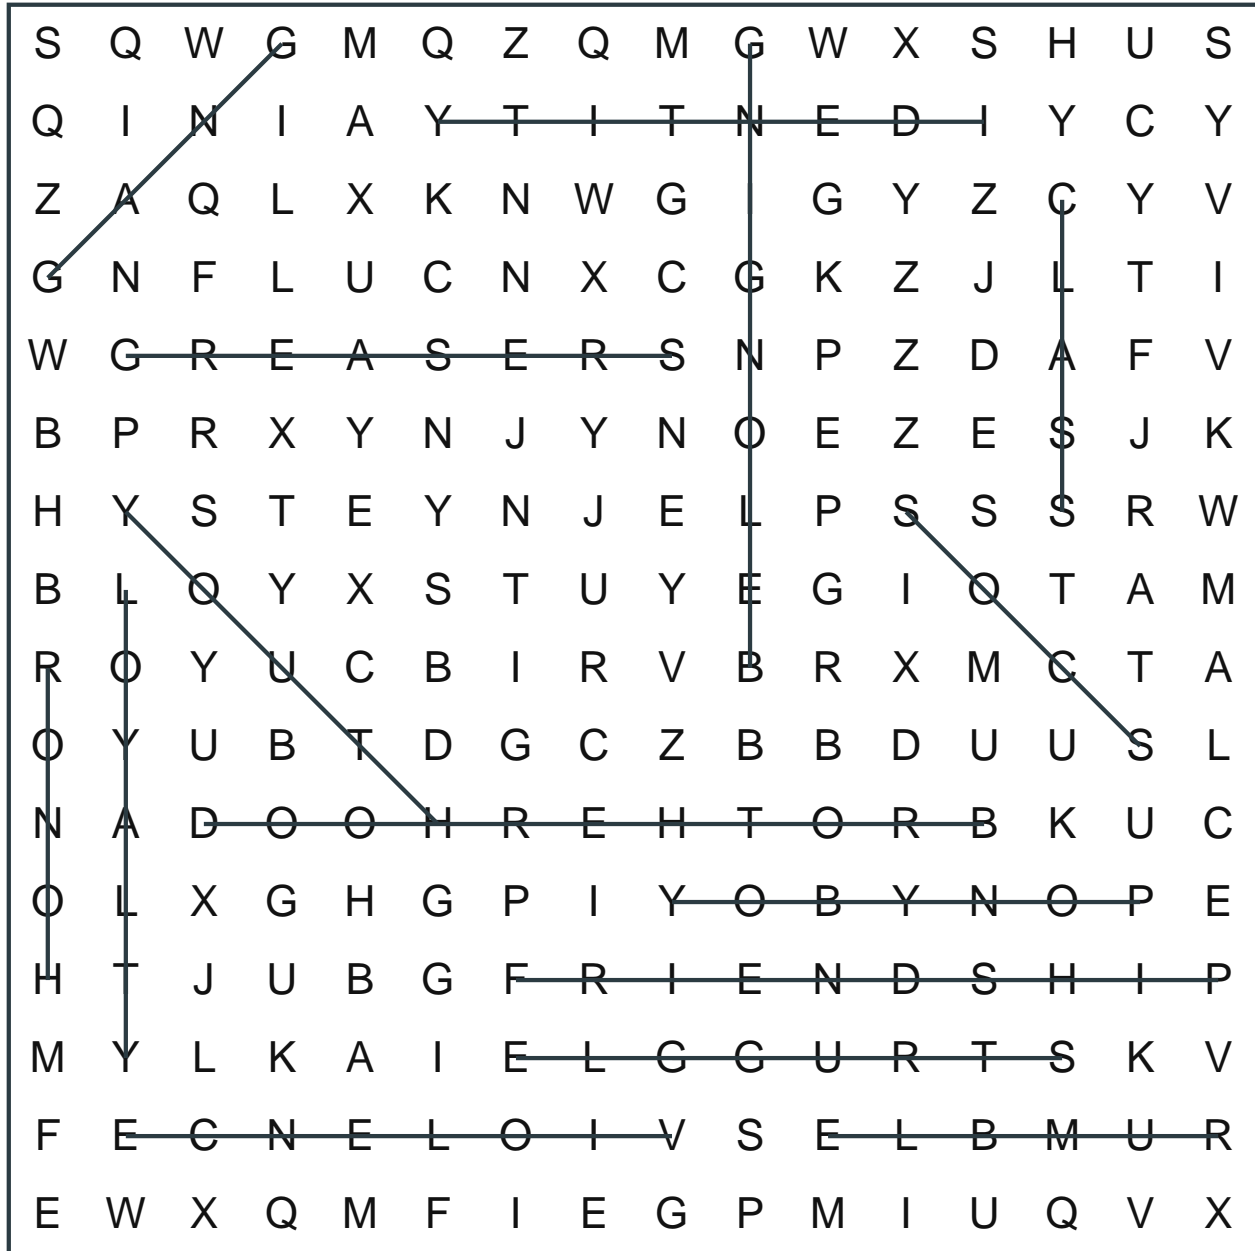 S Q W G M Q Z Q M G W X S H U S
Q I N I A Y T I T N E D I Y C Y
Z A Q L X K N W G I G Y Z C Y V
G N F L U C N X C G K Z J L T I
W G R E A S E R S N P Z D A F V
B P R X Y N J Y N O E Z E S J K
H Y S T E Y N J E L P S S S R W
B L O Y X S T U Y E G I O T A M
R O Y U C B I R V B R X M C T A
O Y U B T D G C Z B B D U U S L
N A D O O H R E H T O R B K U C
O L X G H G P I Y O B Y N O P E
H T J U B G F R I E N D S H I P
M Y L K A I E L G G U R T S K V
F E C N E L O I V S E L B M U R
E W X Q M F I E G P M I U Q V X